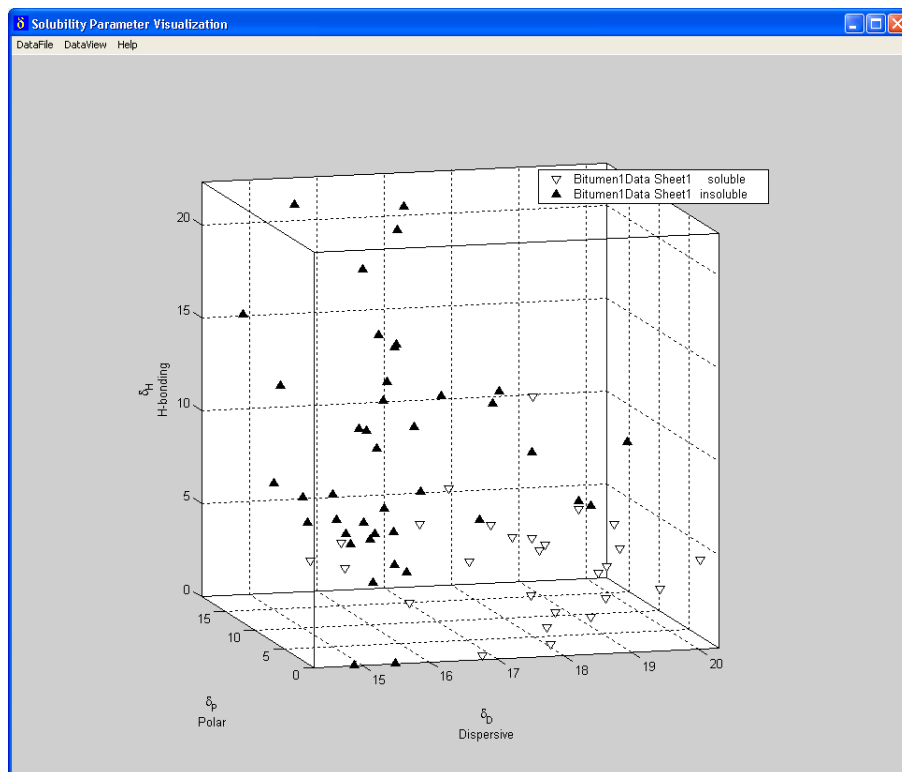 δ Solubility Parameter Visualization
DataFile DataView Help
Bitumen1Data Sheet1 soluble
Bitumen1Data Sheet1 insoluble
20
15
10
5
0
δH
H-bonding
15
10
5
0
δP
Polar
15
16
17
18
19
20
δD
Dispersive